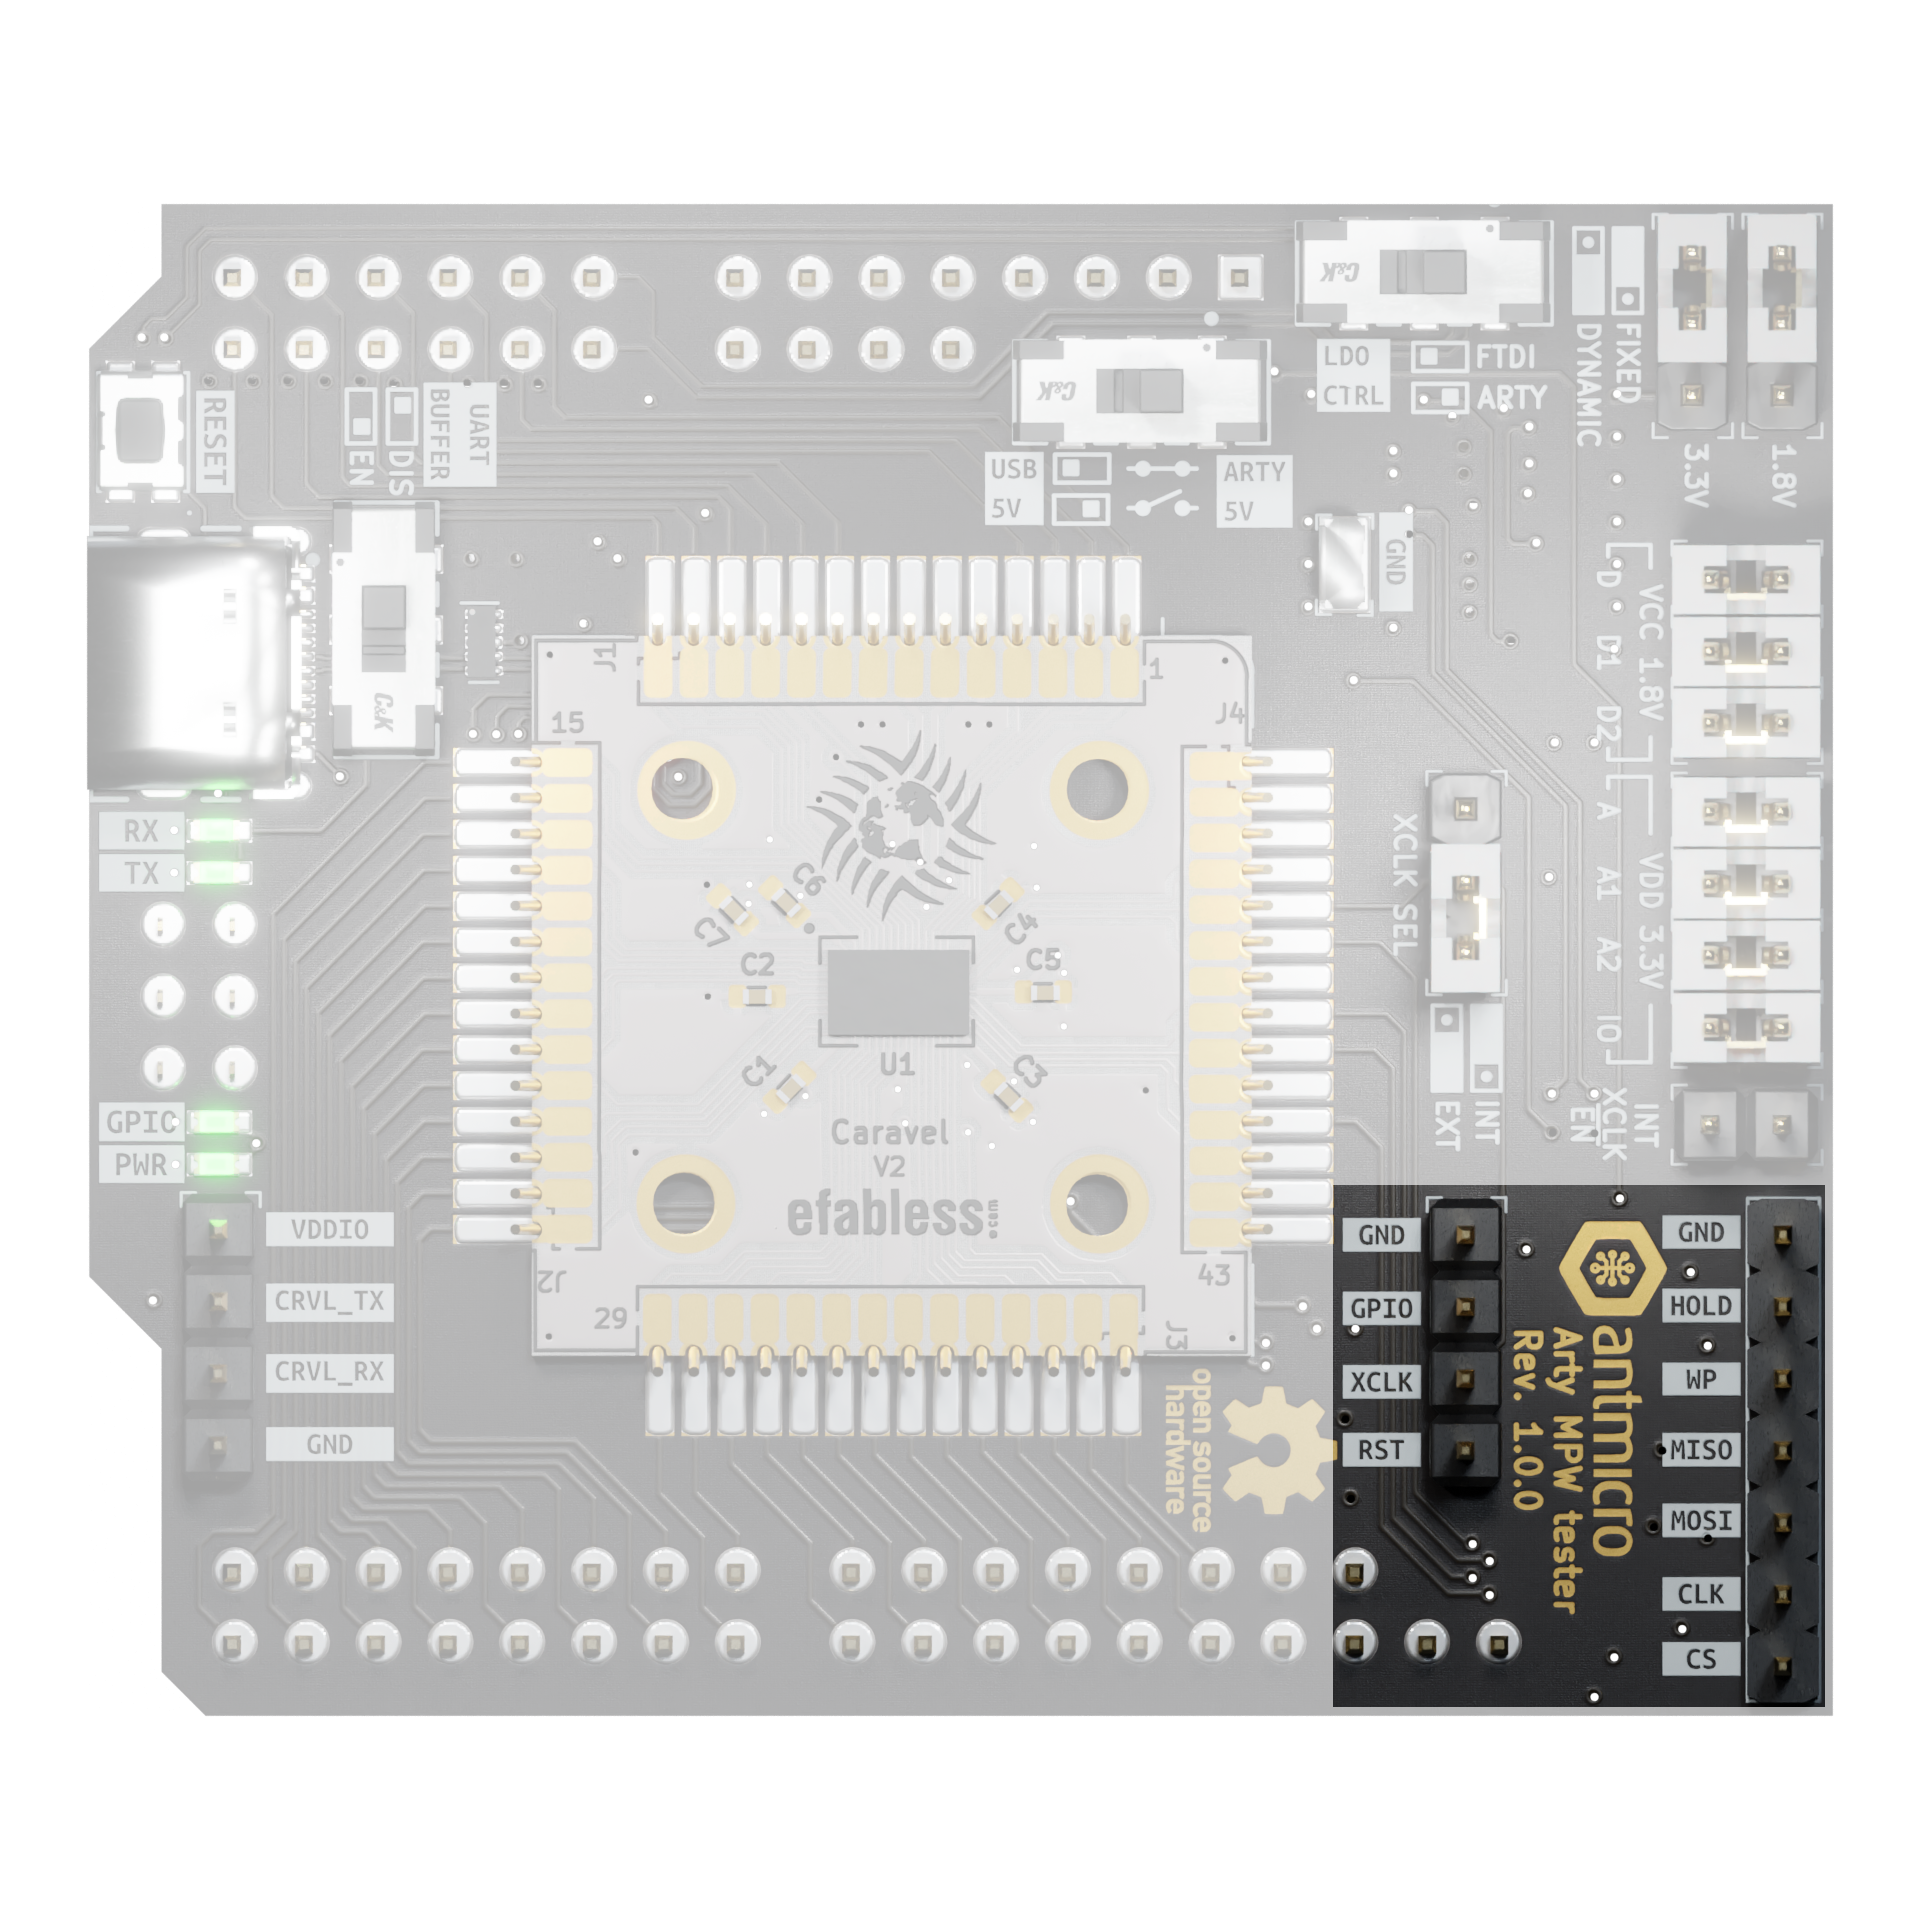 C&K
LDO
CTRL
FTDI
ARTY
DYNAMIC
FIXED
3.3V
1.8V
C&K
USB
5V
ARTY
5V
GND
RESET
EN
DIS
UART
BUFFER
C&K
J1
1
15
J4
VCC 1.8V
D
D1
D2
VDD 3.3V
A
A1
A2
IO
RX
TX
XCLK SEL
EXT
INT
INT
XCLK
EN
C7
C6
C4
C2
C5
C1
U1
C3
Caravel
V2
efabless.com
GPIO
PWR
VDDIO
CRVL_TX
CRVL_RX
GND
J2
29
43
J3
open source
hardware
GND
GPIO
XCLK
RST
antmicro
Arty MPW tester
Rev. 1.0.0
GND
HOLD
WP
MISO
MOSI
CLK
CS